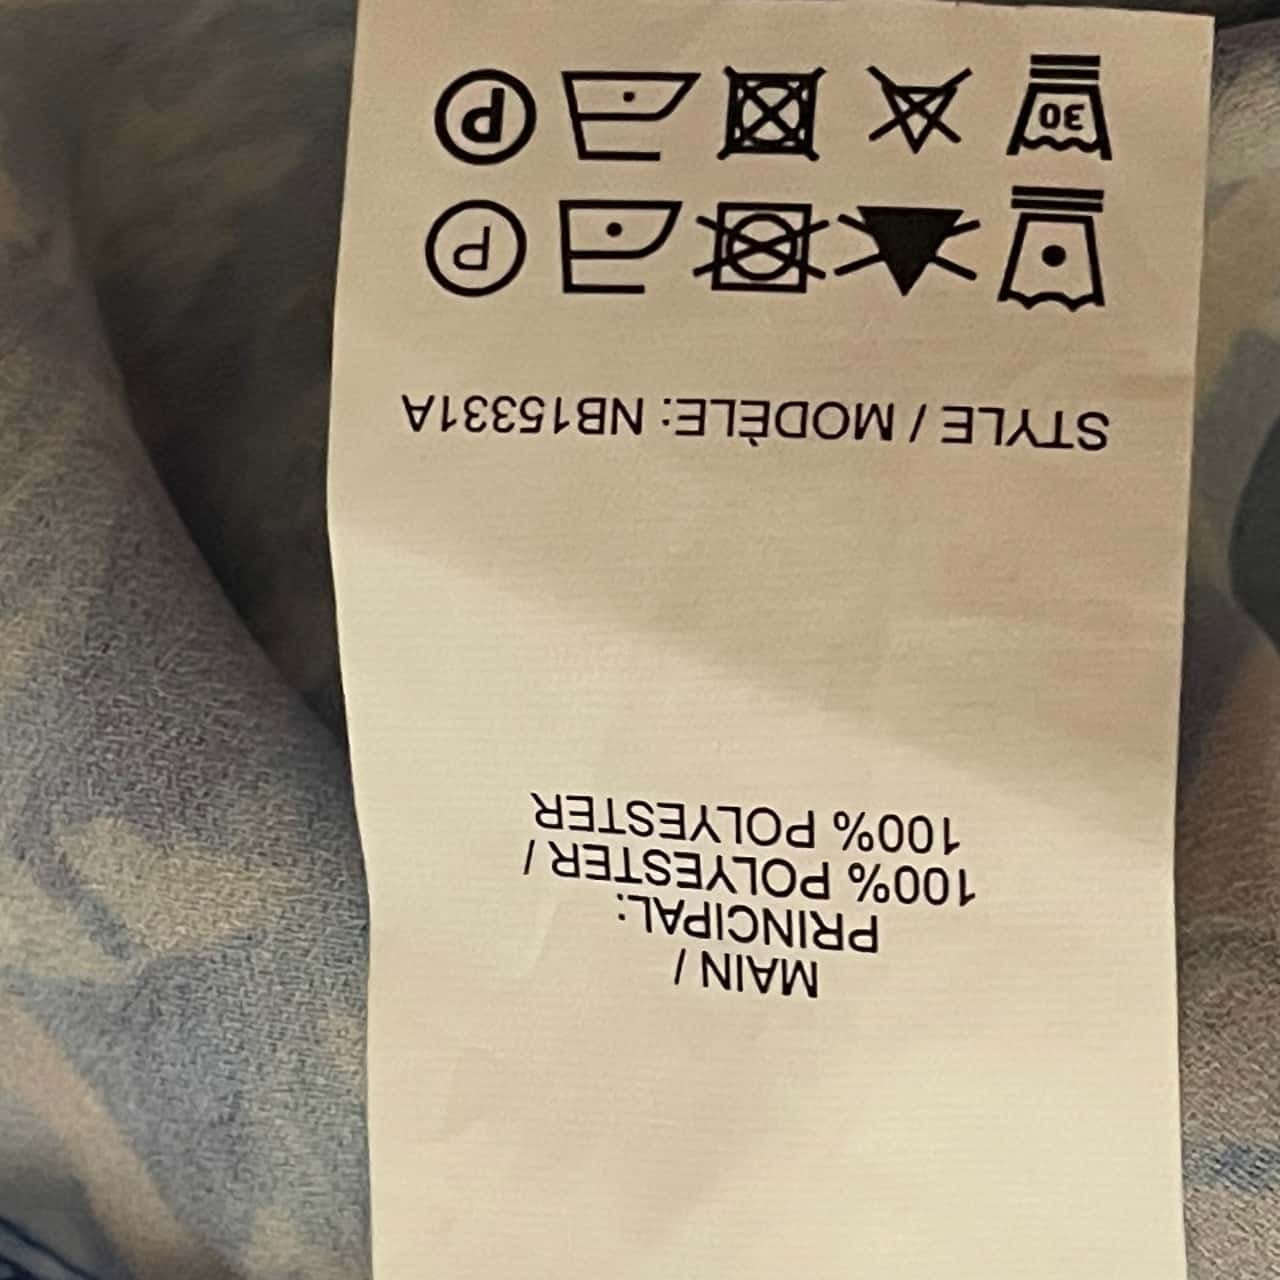 MAIN /
PRINCIPAL:
100% POLYESTER /
100% POLYESTER
STYLE / MODÈLE: NB15331A
P
30 P